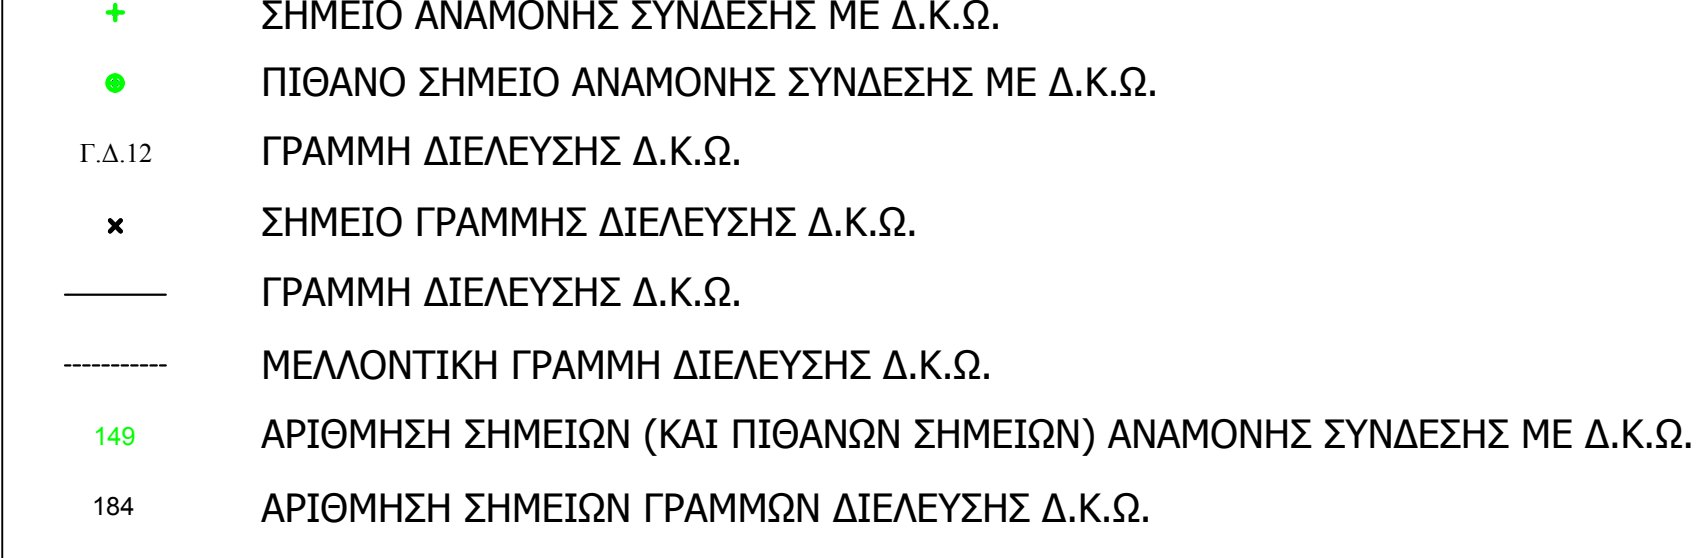 ΣΗΜΕΙΟ ΑΝΑΜΟΝΗΣ ΣΥΝΔΕΣΗΣ ΜΕ Δ.Κ.Ω.
ΠΙΘΑΝΟ ΣΗΜΕΙΟ ΑΝΑΜΟΝΗΣ ΣΥΝΔΕΣΗΣ ΜΕ Δ.Κ.Ω.
Γ.Δ.12 ΓΡΑΜΜΗ ΔΙΕΛΕΥΣΗΣ Δ.Κ.Ω.
ΣΗΜΕΙΟ ΓΡΑΜΜΗΣ ΔΙΕΛΕΥΣΗΣ Δ.Κ.Ω.
ΓΡΑΜΜΗ ΔΙΕΛΕΥΣΗΣ Δ.Κ.Ω.
ΜΕΛΛΟΝΤΙΚΗ ΓΡΑΜΜΗ ΔΙΕΛΕΥΣΗΣ Δ.Κ.Ω.
149 ΑΡΙΘΜΗΣΗ ΣΗΜΕΙΩΝ (ΚΑΙ ΠΙΘΑΝΩΝ ΣΗΜΕΙΩΝ) ΑΝΑΜΟΝΗΣ ΣΥΝΔΕΣΗΣ ΜΕ Δ.Κ.Ω.
184 ΑΡΙΘΜΗΣΗ ΣΗΜΕΙΩΝ ΓΡΑΜΜΩΝ ΔΙΕΛΕΥΣΗΣ Δ.Κ.Ω.